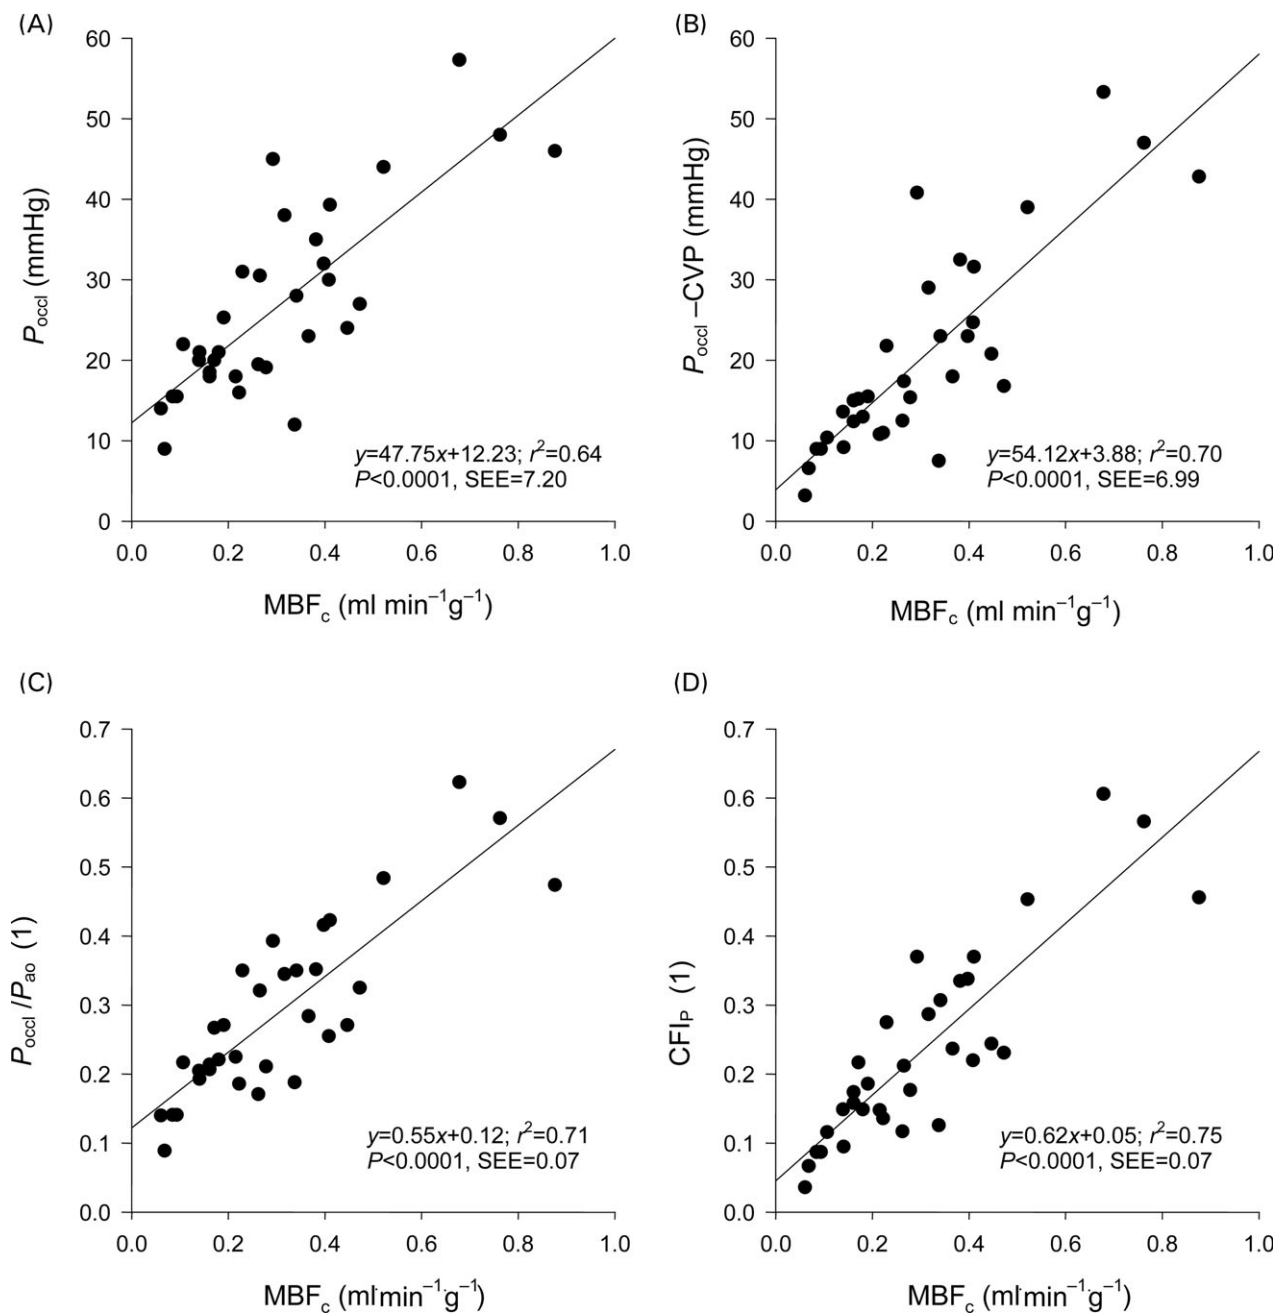 (A)
60
50
40
30
20
10
0
P_occl (mmHg)
y=47.75x+12.23; r²=0.64
P<0.0001, SEE=7.20
0.0 0.2 0.4 0.6 0.8 1.0
MBF_c (ml min⁻¹g⁻¹)
(B)
60
50
40
30
20
10
0
P_occl –CVP (mmHg)
y=54.12x+3.88; r²=0.70
P<0.0001, SEE=6.99
0.0 0.2 0.4 0.6 0.8 1.0
MBF_c (ml min⁻¹g⁻¹)
(C)
0.7
0.6
0.5
0.4
0.3
0.2
0.1
0.0
P_occl /P_ao (1)
y=0.55x+0.12; r²=0.71
P<0.0001, SEE=0.07
0.0 0.2 0.4 0.6 0.8 1.0
MBF_c (ml·min⁻¹·g⁻¹)
(D)
0.7
0.6
0.5
0.4
0.3
0.2
0.1
0.0
CFI_P (1)
y=0.62x+0.05; r²=0.75
P<0.0001, SEE=0.07
0.0 0.2 0.4 0.6 0.8 1.0
MBF_c (ml·min⁻¹·g⁻¹)